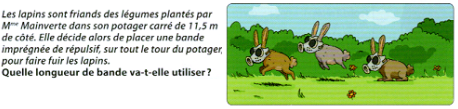 Les lapins sont friands des légumes plantés par
Mme Mainverte dans son potager carré de 11,5 m
de côté. Elle décide alors de placer une bande
imprégnée de répulsif, sur tout le tour du potager,
pour faire fuir les lapins.
Quelle longueur de bande va-t-elle utiliser ?